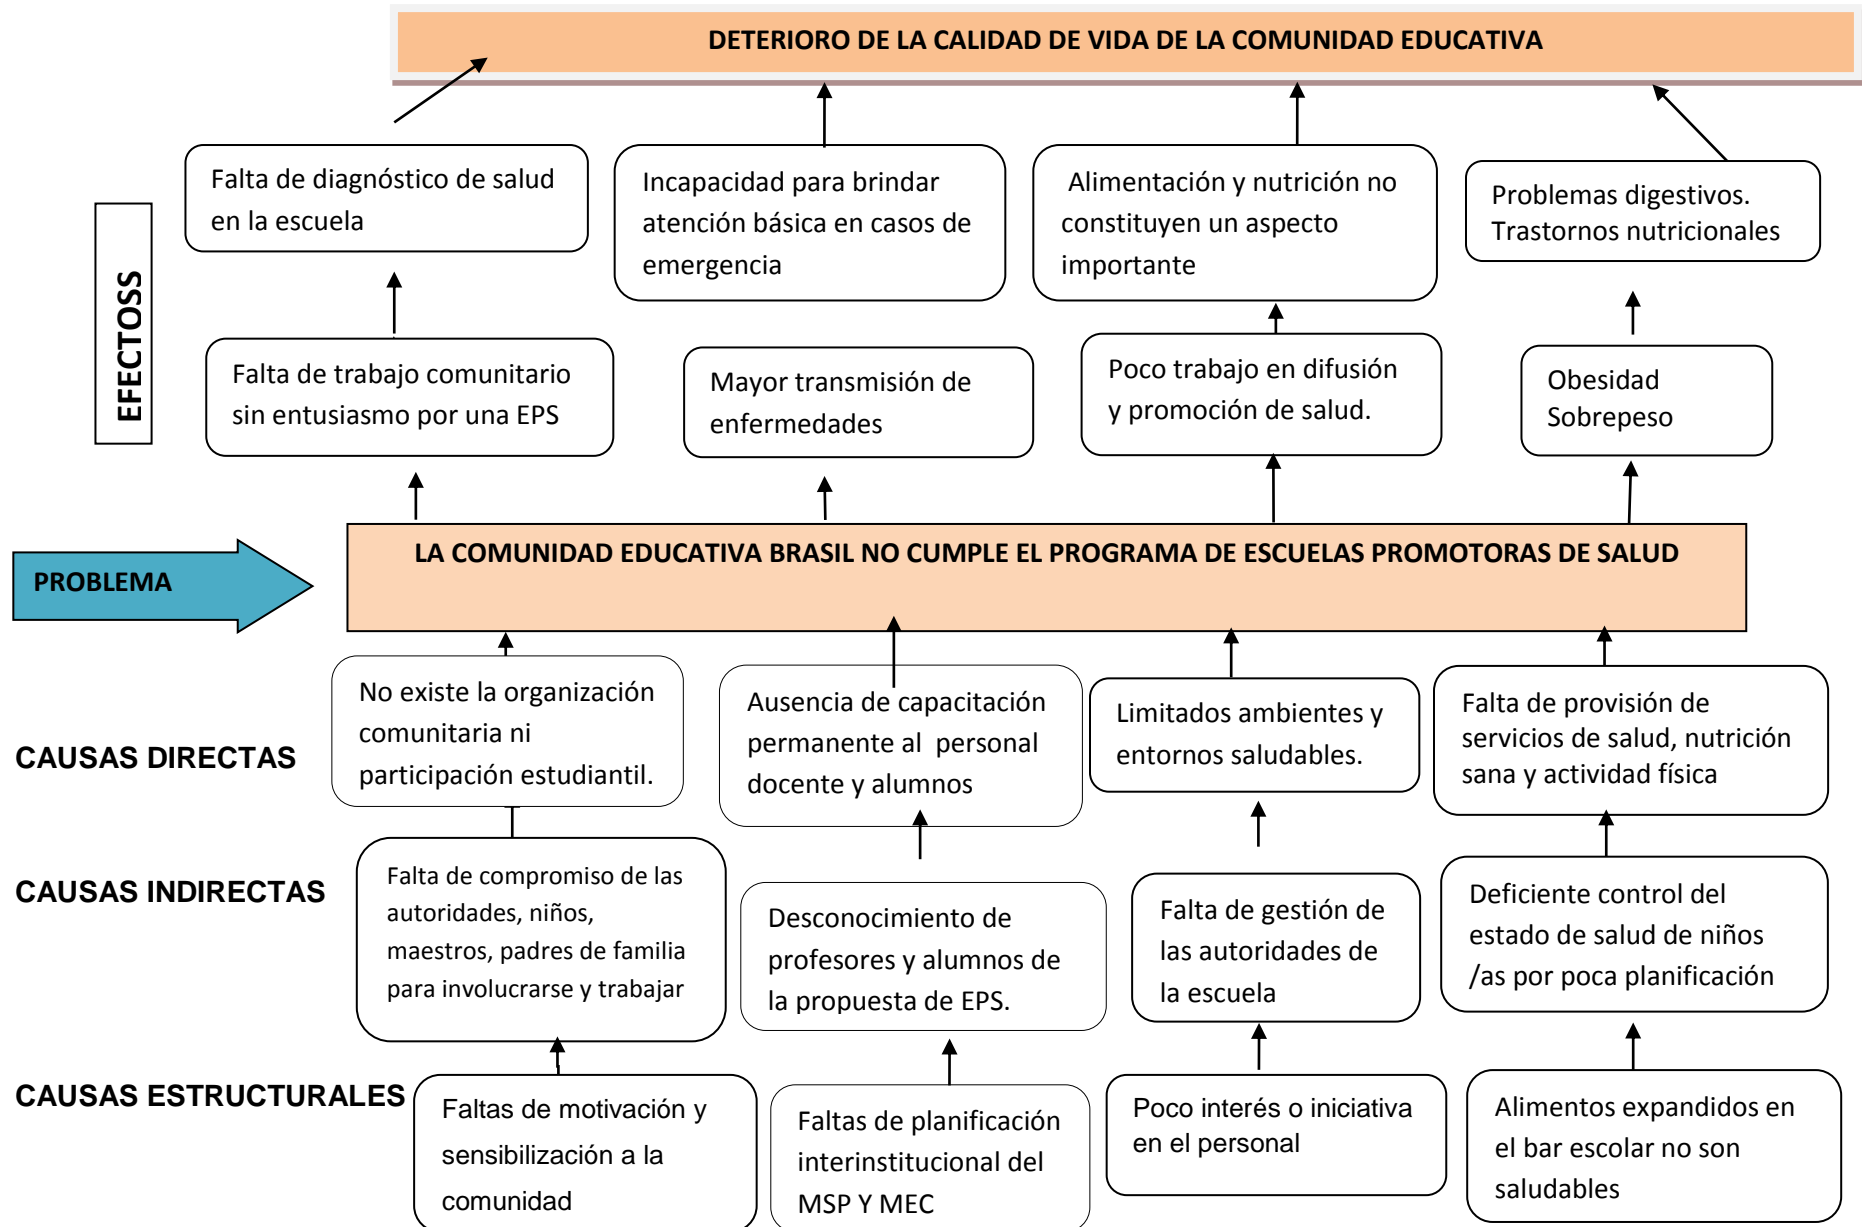 DETERIORO DE LA CALIDAD DE VIDA DE LA COMUNIDAD EDUCATIVA
EFECTOSS
Falta de diagnóstico de salud
en la escuela
Incapacidad para brindar
atención básica en casos de
emergencia
Alimentación y nutrición no
constituyen un aspecto
importante
Problemas digestivos.
Trastornos nutricionales
Falta de trabajo comunitario
sin entusiasmo por una EPS
Mayor transmisión de
enfermedades
Poco trabajo en difusión
y promoción de salud.
Obesidad
Sobrepeso
PROBLEMA
LA COMUNIDAD EDUCATIVA BRASIL NO CUMPLE EL PROGRAMA DE ESCUELAS PROMOTORAS DE SALUD
CAUSAS DIRECTAS
No existe la organización
comunitaria ni
participación estudiantil.
Ausencia de capacitación
permanente al  personal
docente y alumnos
Limitados ambientes y
entornos saludables.
Falta de provisión de
servicios de salud, nutrición
sana y actividad física
CAUSAS INDIRECTAS
Falta de compromiso de las
autoridades, niños,
maestros, padres de familia
para involucrarse y trabajar
Desconocimiento de
profesores y alumnos de
la propuesta de EPS.
Falta de gestión de
las autoridades de
la escuela
Deficiente control del
estado de salud de niños
/as por poca planificación
CAUSAS ESTRUCTURALES
Faltas de motivación y
sensibilización a la
comunidad
Faltas de planificación
interinstitucional del
MSP Y MEC
Poco interés o iniciativa
en el personal
Alimentos expandidos en
el bar escolar no son
saludables